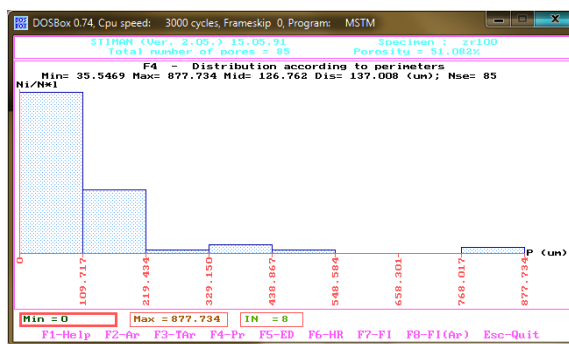 DOSBox 0.74, Cpu speed: 3000 cycles, Frameskip 0, Program: MSTM
STIMAN (Ver. 2.05.) 15.05.91 Specimen : zr100
Total number of pores = 85 Porosity = 51.082%
F4 - Distribution according to perimeters
Min= 35.5469 Max= 877.734 Mid= 126.762 Dis= 137.008 (um); Nse= 85
Ni/N*1
P (um)
0
109.717
219.434
329.150
438.867
548.584
658.301
768.017
877.734
Min = 0 Max = 877.734 IN = 8
F1-Help F2-Ar F3-TAr F4-Pr F5-ED F6-HR F7-FI F8-FI(Ar) Esc-Quit